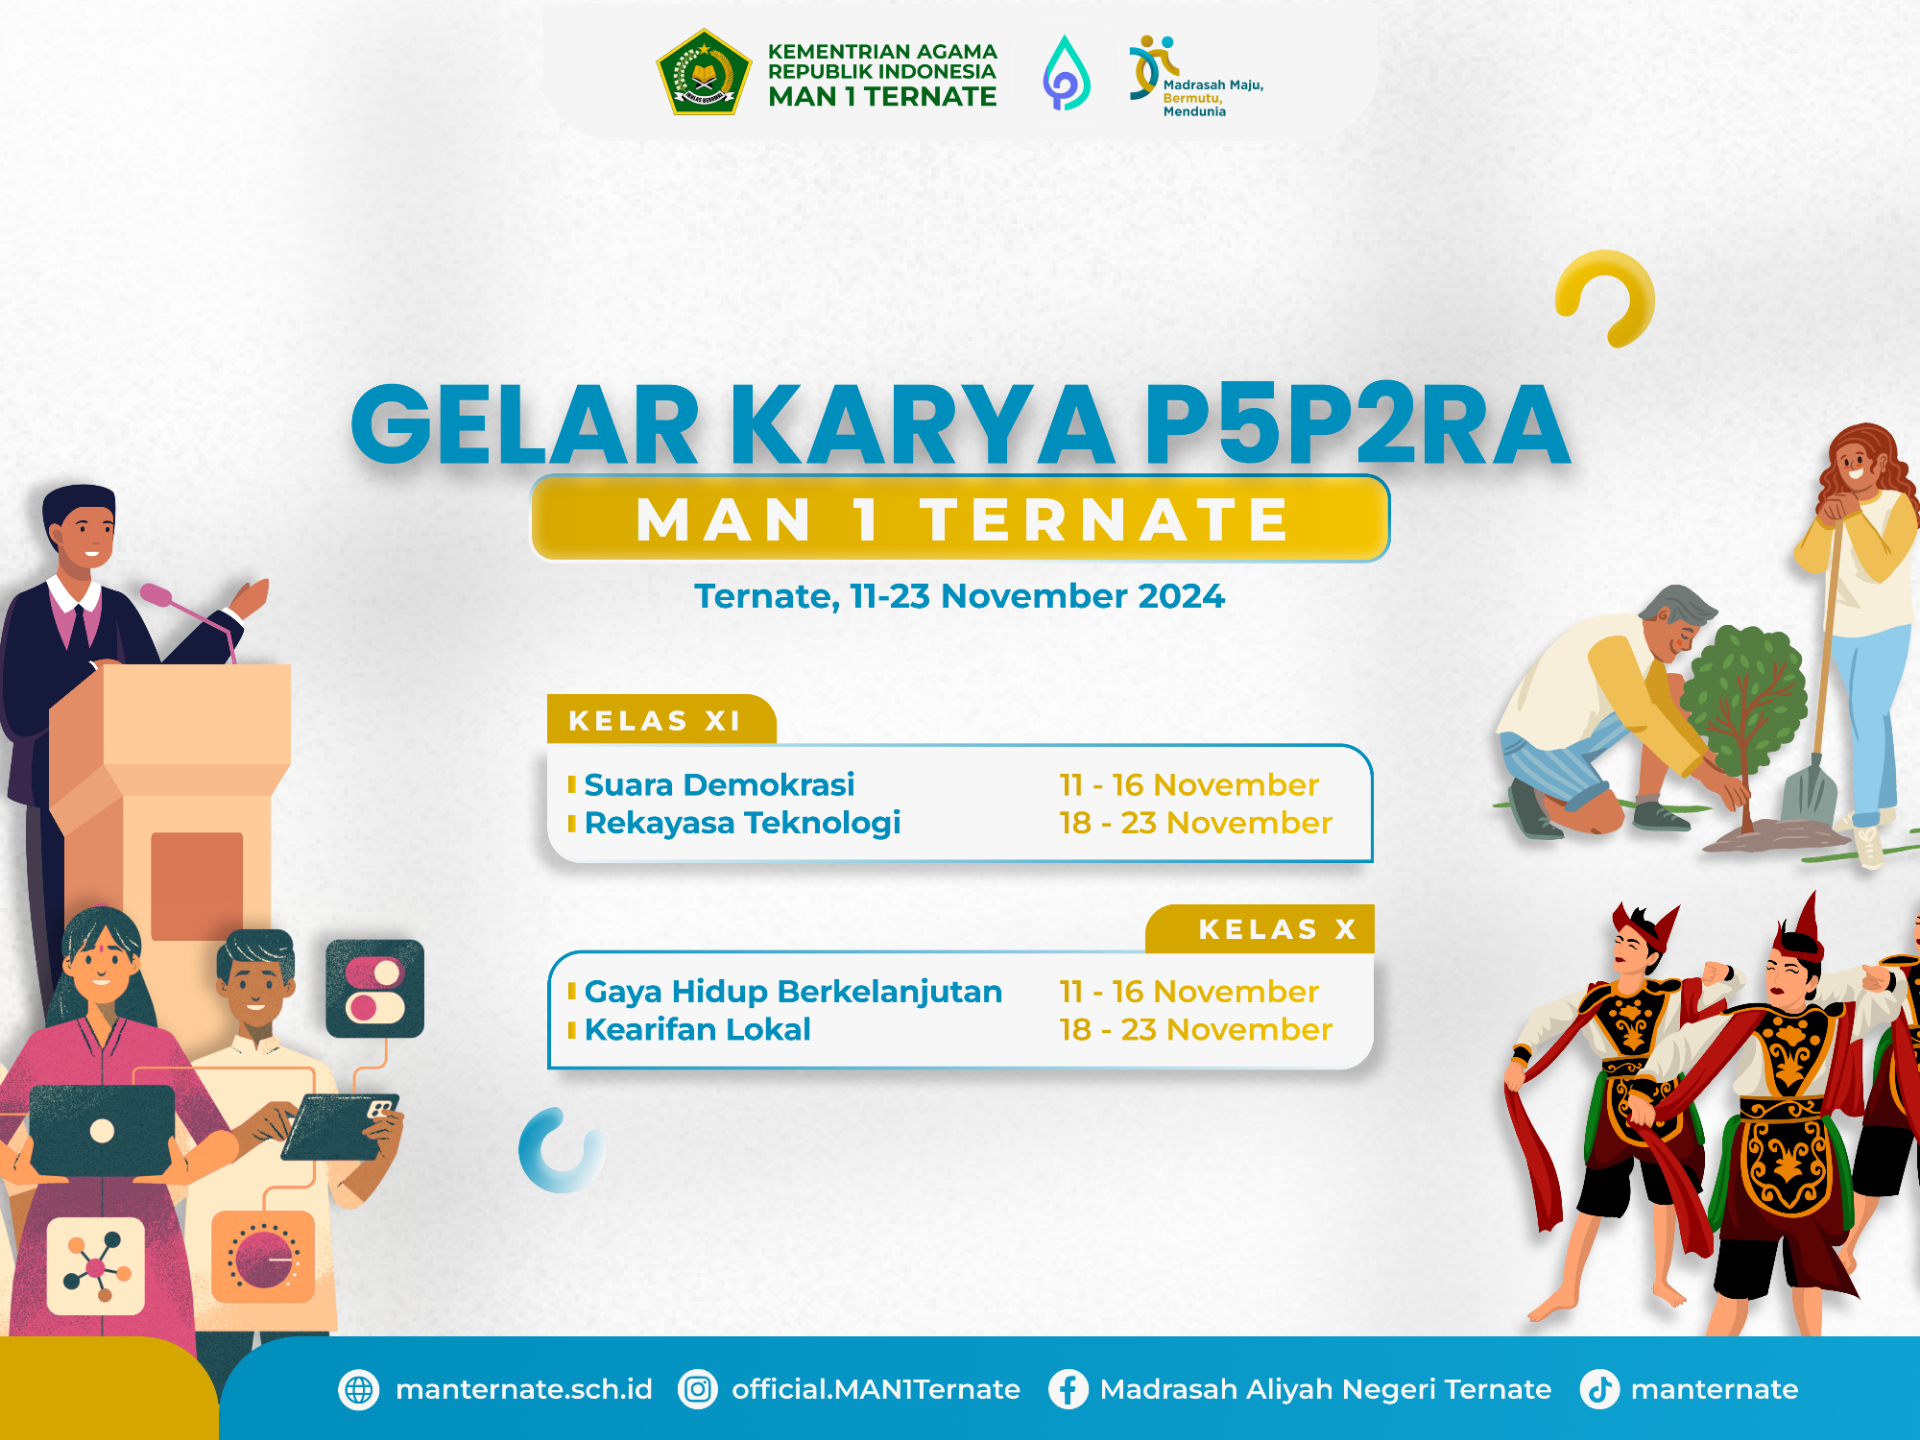 KEMENTRIAN AGAMA
REPUBLIK INDONESIA
MAN 1 TERNATE
IKHLAS BERAMAL
Madrasah Maju,
Bermutu,
Mendunia
GELAR KARYA P5P2RA
MAN 1 TERNATE
Ternate, 11-23 November 2024
KELAS XI
Suara Demokrasi 11 - 16 November
Rekayasa Teknologi 18 - 23 November
KELAS X
Gaya Hidup Berkelanjutan 11 - 16 November
Kearifan Lokal 18 - 23 November
manternate.sch.id official.MAN1Ternate Madrasah Aliyah Negeri Ternate manternate